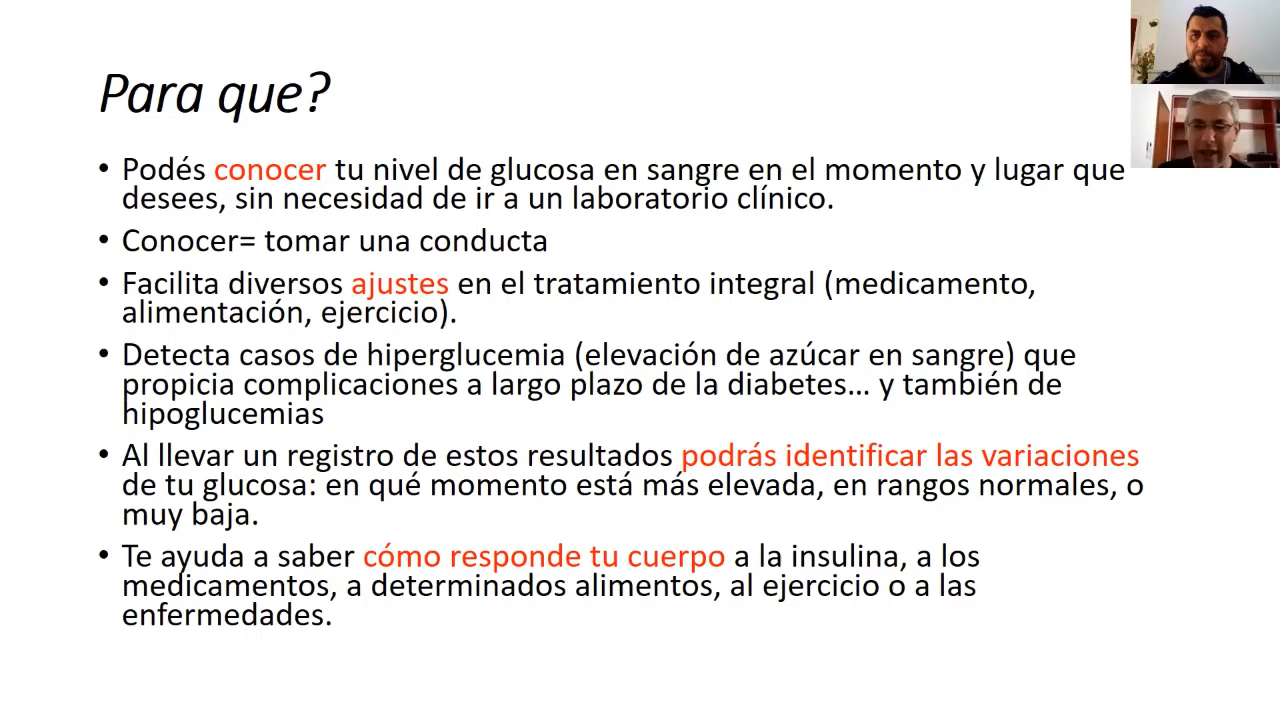 Para que?
• Podés conocer tu nivel de glucosa en sangre en el momento y lugar que
desees, sin necesidad de ir a un laboratorio clínico.
• Conocer= tomar una conducta
• Facilita diversos ajustes en el tratamiento integral (medicamento,
alimentación, ejercicio).
• Detecta casos de hiperglucemia (elevación de azúcar en sangre) que
propicia complicaciones a largo plazo de la diabetes... y también de
hipoglucemias
• Al llevar un registro de estos resultados podrás identificar las variaciones
de tu glucosa: en qué momento está más elevada, en rangos normales, o
muy baja.
• Te ayuda a saber cómo responde tu cuerpo a la insulina, a los
medicamentos, a determinados alimentos, al ejercicio o a las
enfermedades.